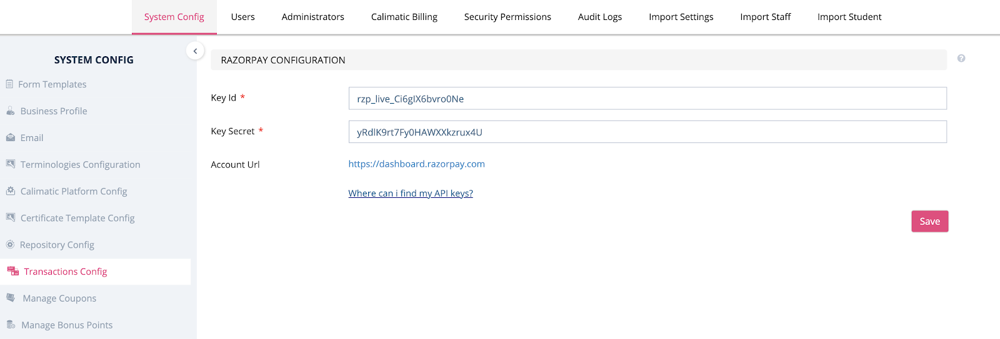 System Config
Users
Administrators
Calimatic Billing
Security Permissions
Audit Logs
Import Settings
Import Staff
Import Student
SYSTEM CONFIG
Form Templates
Business Profile
Email
Terminologies Configuration
Calimatic Platform Config
Certificate Template Config
Repository Config
Transactions Config
Manage Coupons
Manage Bonus Points
RAZORPAY CONFIGURATION
?
Key Id *
rzp_live_Ci6gIX6bvro0Ne
Key Secret *
yRdlK9rt7Fy0HAWXXkzrux4U
Account Url
https://dashboard.razorpay.com
Where can i find my API keys?
Save